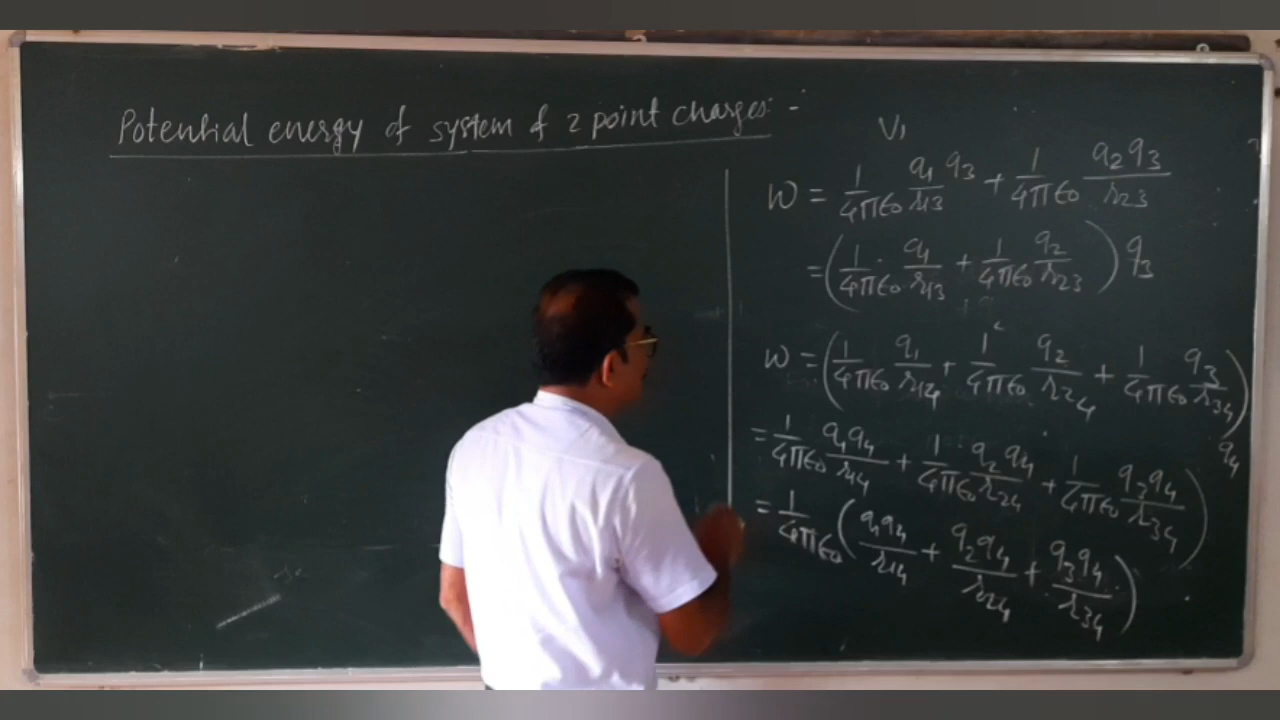 Potential energy of system of 2 point charges: -
V₁
W = 1/4πϵ₀ q₁q₃/r₁₃ + 1/4πϵ₀ q₂q₃/r₂₃
= (1/4πϵ₀ · q₁/r₁₃ + 1/4πϵ₀ q₂/r₂₃) q₃
W = (1/4πϵ₀ q₁/r₁₄ + 1/4πϵ₀ q₂/r₂₄ + 1/4πϵ₀ q₃/r₃₄) q₄
= 1/4πϵ₀ q₁q₄/r₁₄ + 1/4πϵ₀ q₂q₄/r₂₄ + 1/4πϵ₀ q₃q₄/r₃₄)
= 1/4πϵ₀ (q₁q₄/r₁₄ + q₂q₄/r₂₄ + q₃q₄/r₃₄)